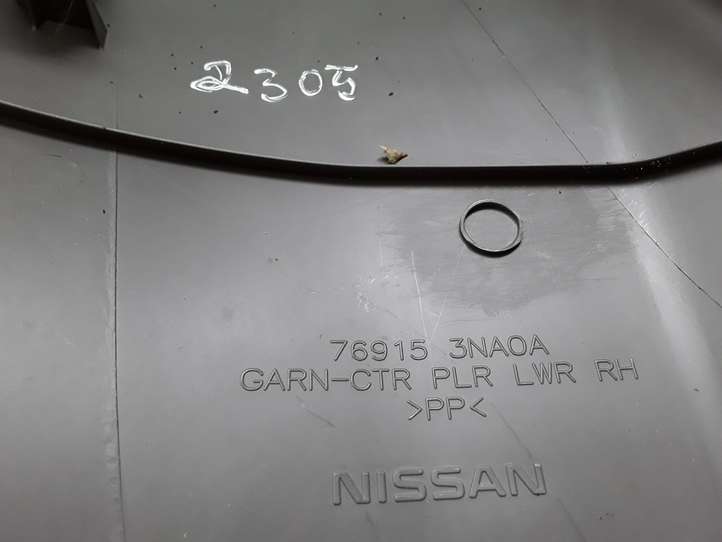 2305
76915 3NA0A
GARN-CTR PLR LWR RH
>PP<
NISSAN